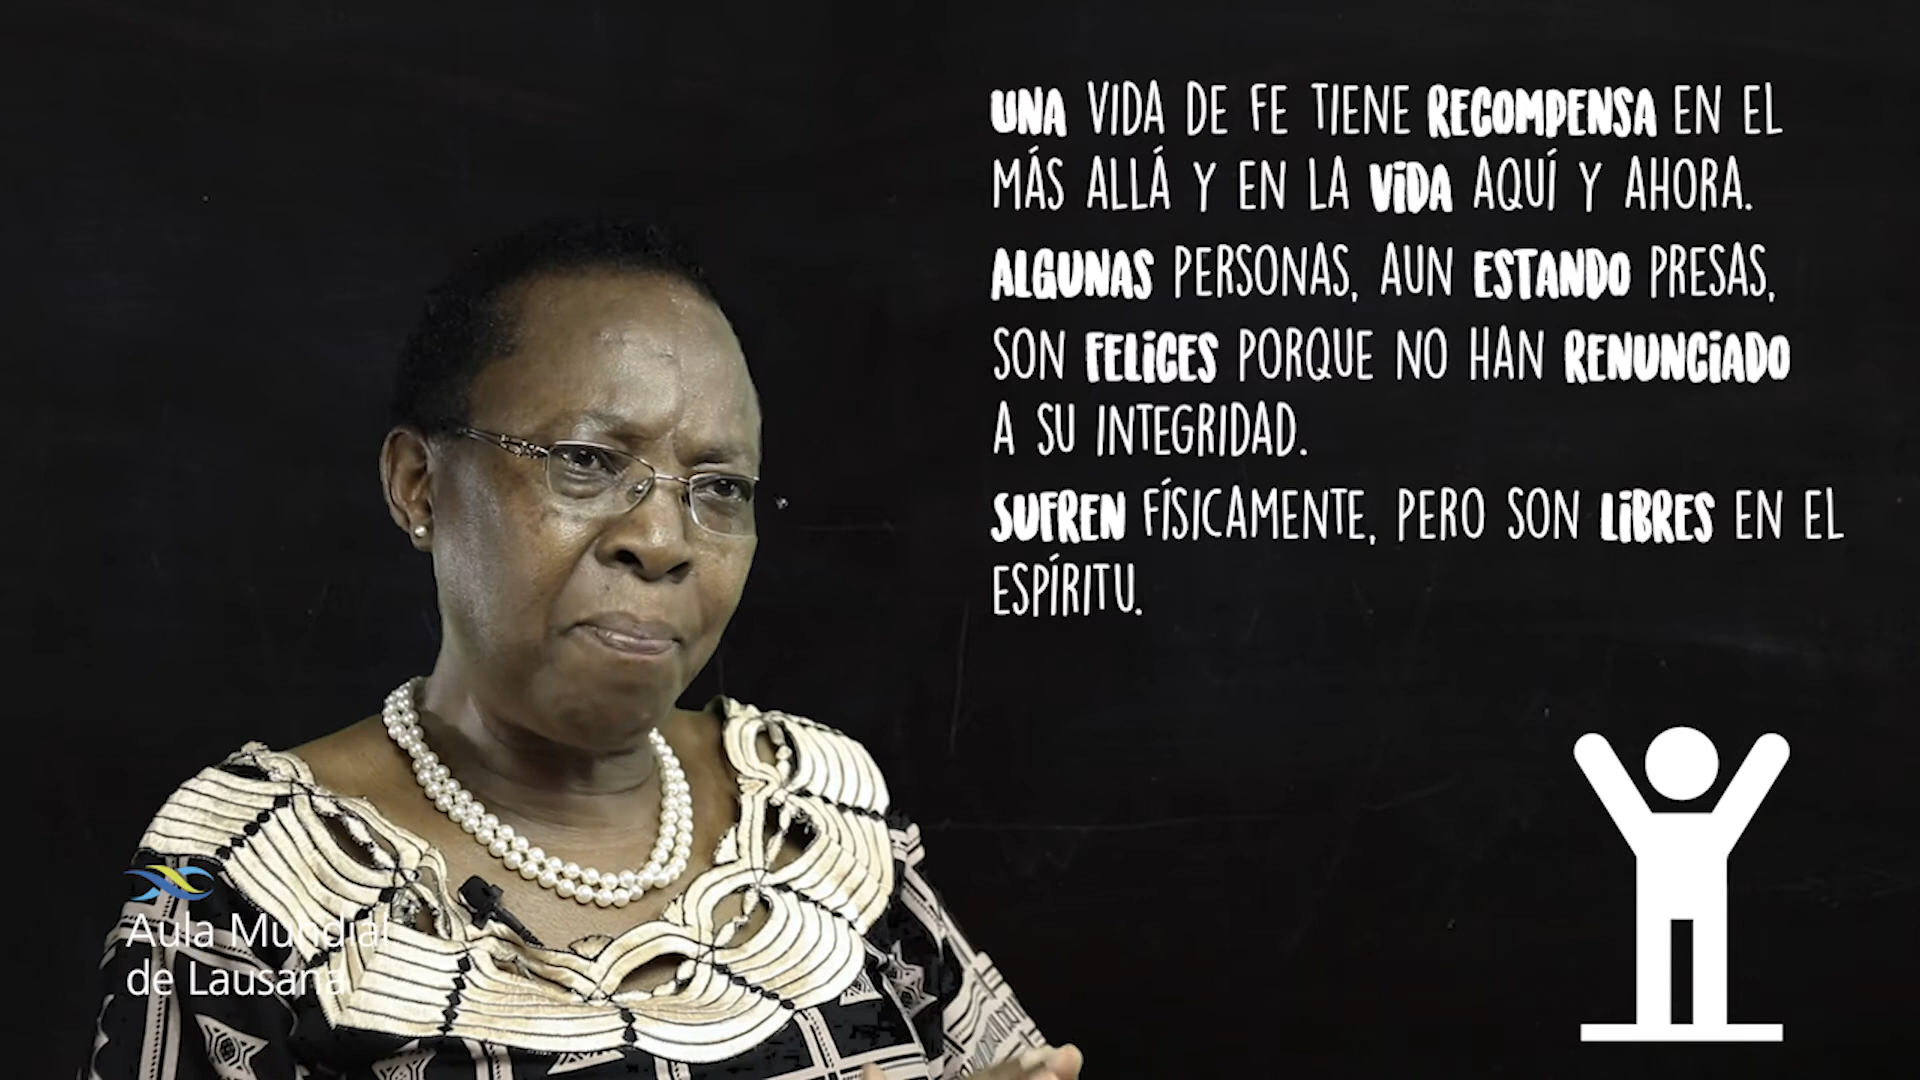 UNA VIDA DE FE TIENE RECOMPENSA EN EL
MÁS ALLÁ Y EN LA VIDA AQUÍ Y AHORA.
ALGUNAS PERSONAS, AUN ESTANDO PRESAS,
SON FELICES PORQUE NO HAN RENUNCIADO
A SU INTEGRIDAD.
SUFREN FÍSICAMENTE, PERO SON LIBRES EN EL
ESPÍRITU.
Aula Mundial
de Lausana